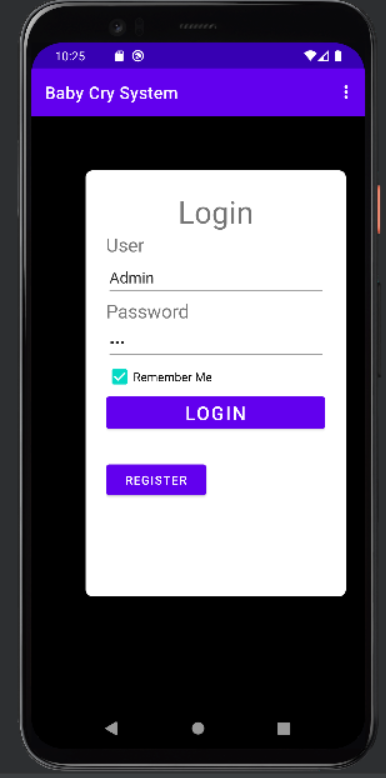 10:25
Baby Cry System
Login
User
Admin
Password
•••
Remember Me
LOGIN
REGISTER